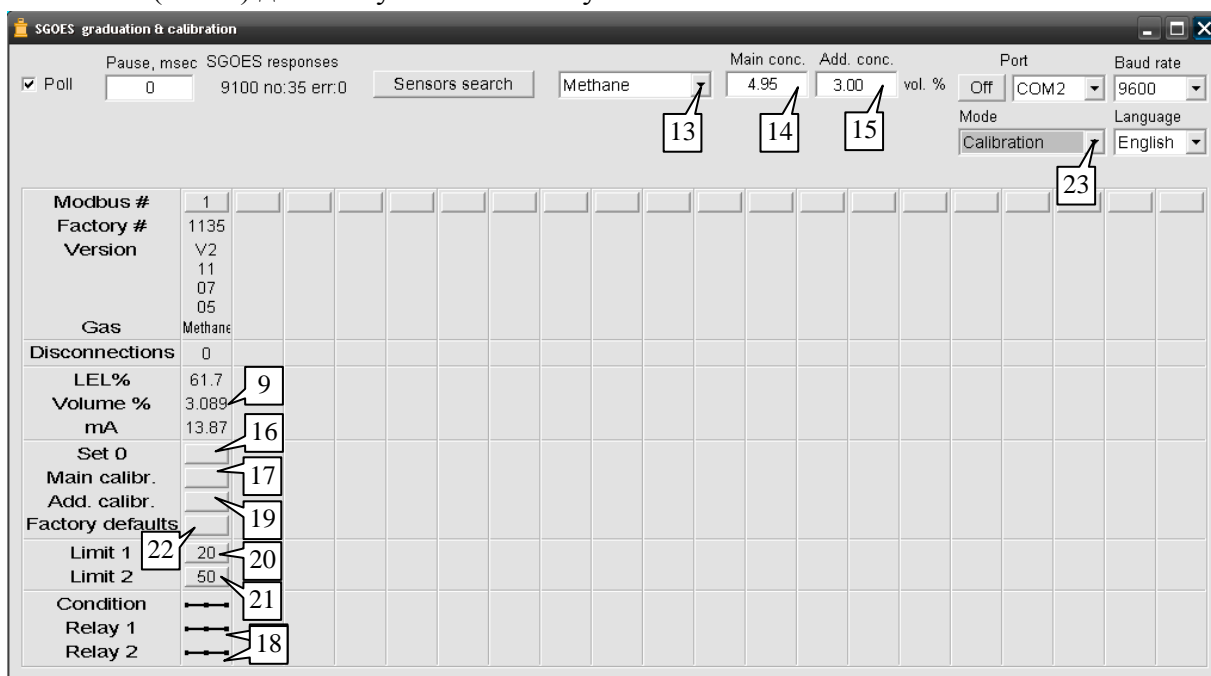 SGOES graduation & calibration
Pause, msec SGOES responses Main conc. Add. conc. Port Baud rate
Poll 0 9100 no:35 err:0 Sensors search Methane 4.95 3.00 vol. % Off COM2 9600
Mode Language
13 14 15 Calibration English
23
Modbus # 1
Factory # 1135
Version V2
11
07
05
Gas Methane
Disconnections 0
LEL% 61.7
9
Volume % 3.089
mA 13.87
16
Set 0
Main calibr. 17
Add. calibr.
19
Factory defaults
22
Limit 1 20
20
Limit 2 50
21
Condition
Relay 1
18
Relay 2